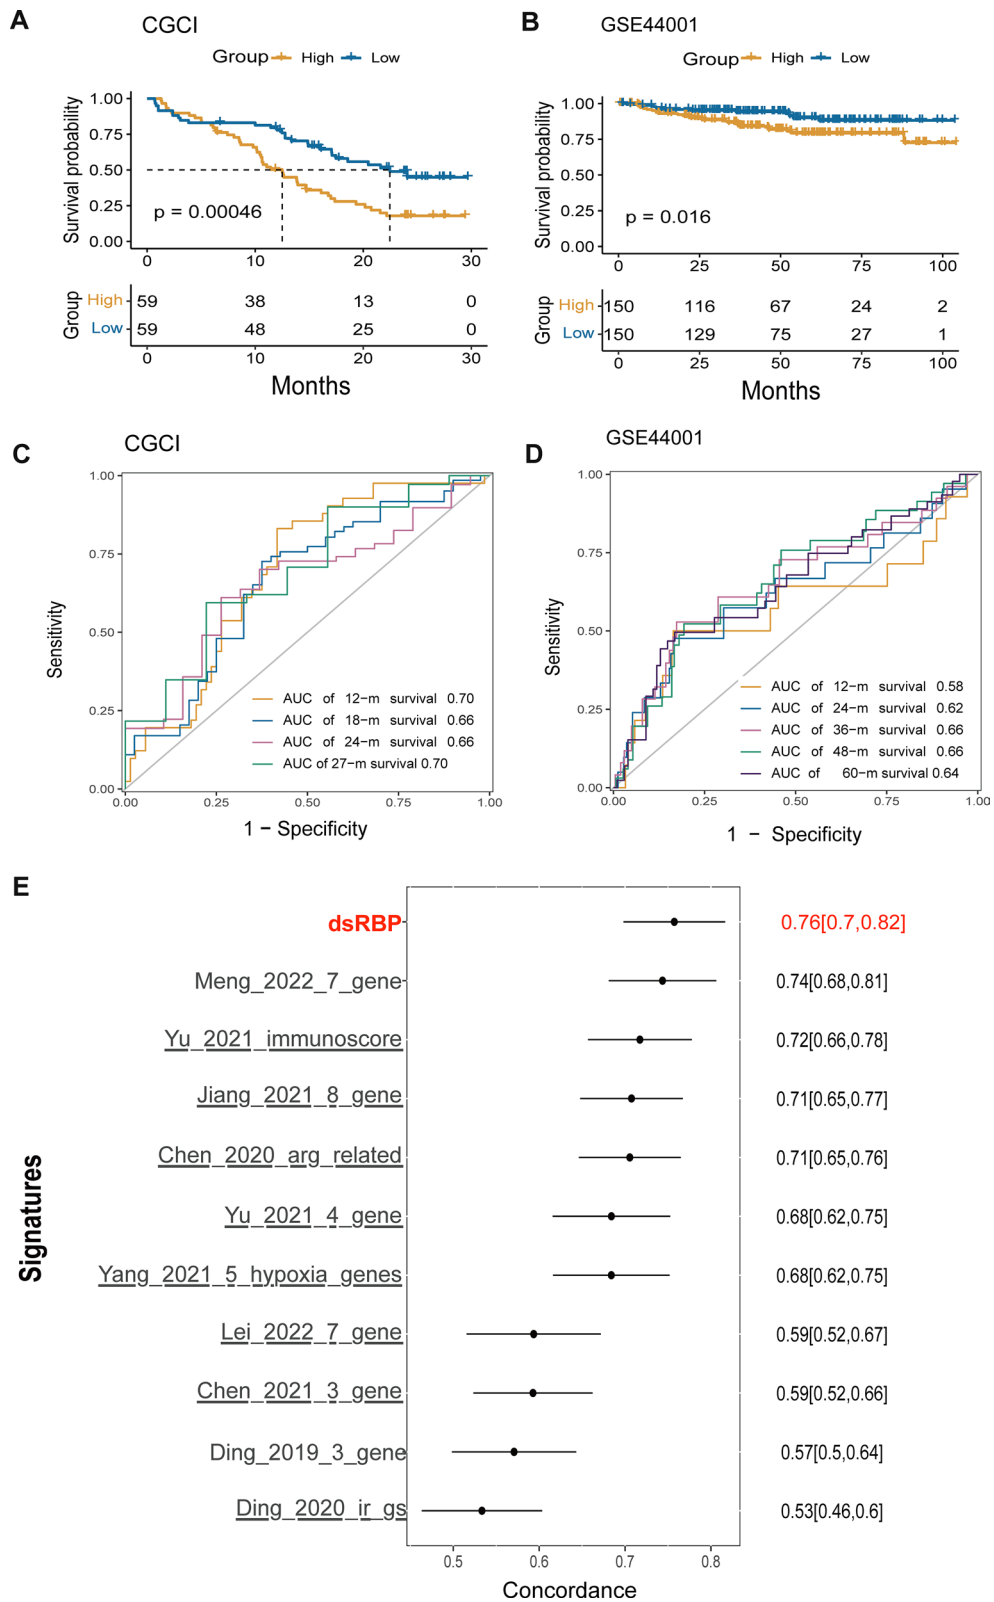 A
CGCI
Group High Low
Survival probability
1.00
0.75
0.50
0.25
0.00
p = 0.00046
0 10 20 30
Group
High 59 38 13 0
Low 59 48 25 0
0 10 20 30
Months
B
GSE44001
Group High Low
Survival probability
1.00
0.75
0.50
0.25
0.00
p = 0.016
0 25 50 75 100
Group
High 150 116 67 24 2
Low 150 129 75 27 1
0 25 50 75 100
Months
C
CGCI
Sensitivity
1.00
0.75
0.50
0.25
0.00
AUC of 12−m survival 0.70
AUC of 18−m survival 0.66
AUC of 24−m survival 0.66
AUC of 27−m survival 0.70
0.00 0.25 0.50 0.75 1.00
1 − Specificity
D
GSE44001
Sensitivity
1.00
0.75
0.50
0.25
0.00
AUC of 12−m survival 0.58
AUC of 24−m survival 0.62
AUC of 36−m survival 0.66
AUC of 48−m survival 0.66
AUC of 60−m survival 0.64
0.00 0.25 0.50 0.75 1.00
1 − Specificity
E
Signatures
dsRBP 0.76[0.7,0.82]
Meng_2022_7_gene 0.74[0.68,0.81]
Yu_2021_immunoscore 0.72[0.66,0.78]
Jiang_2021_8_gene 0.71[0.65,0.77]
Chen_2020_arg_related 0.71[0.65,0.76]
Yu_2021_4_gene 0.68[0.62,0.75]
Yang_2021_5_hypoxia_genes 0.68[0.62,0.75]
Lei_2022_7_gene 0.59[0.52,0.67]
Chen_2021_3_gene 0.59[0.52,0.66]
Ding_2019_3_gene 0.57[0.5,0.64]
Ding_2020_ir_gs 0.53[0.46,0.6]
0.5 0.6 0.7 0.8
Concordance